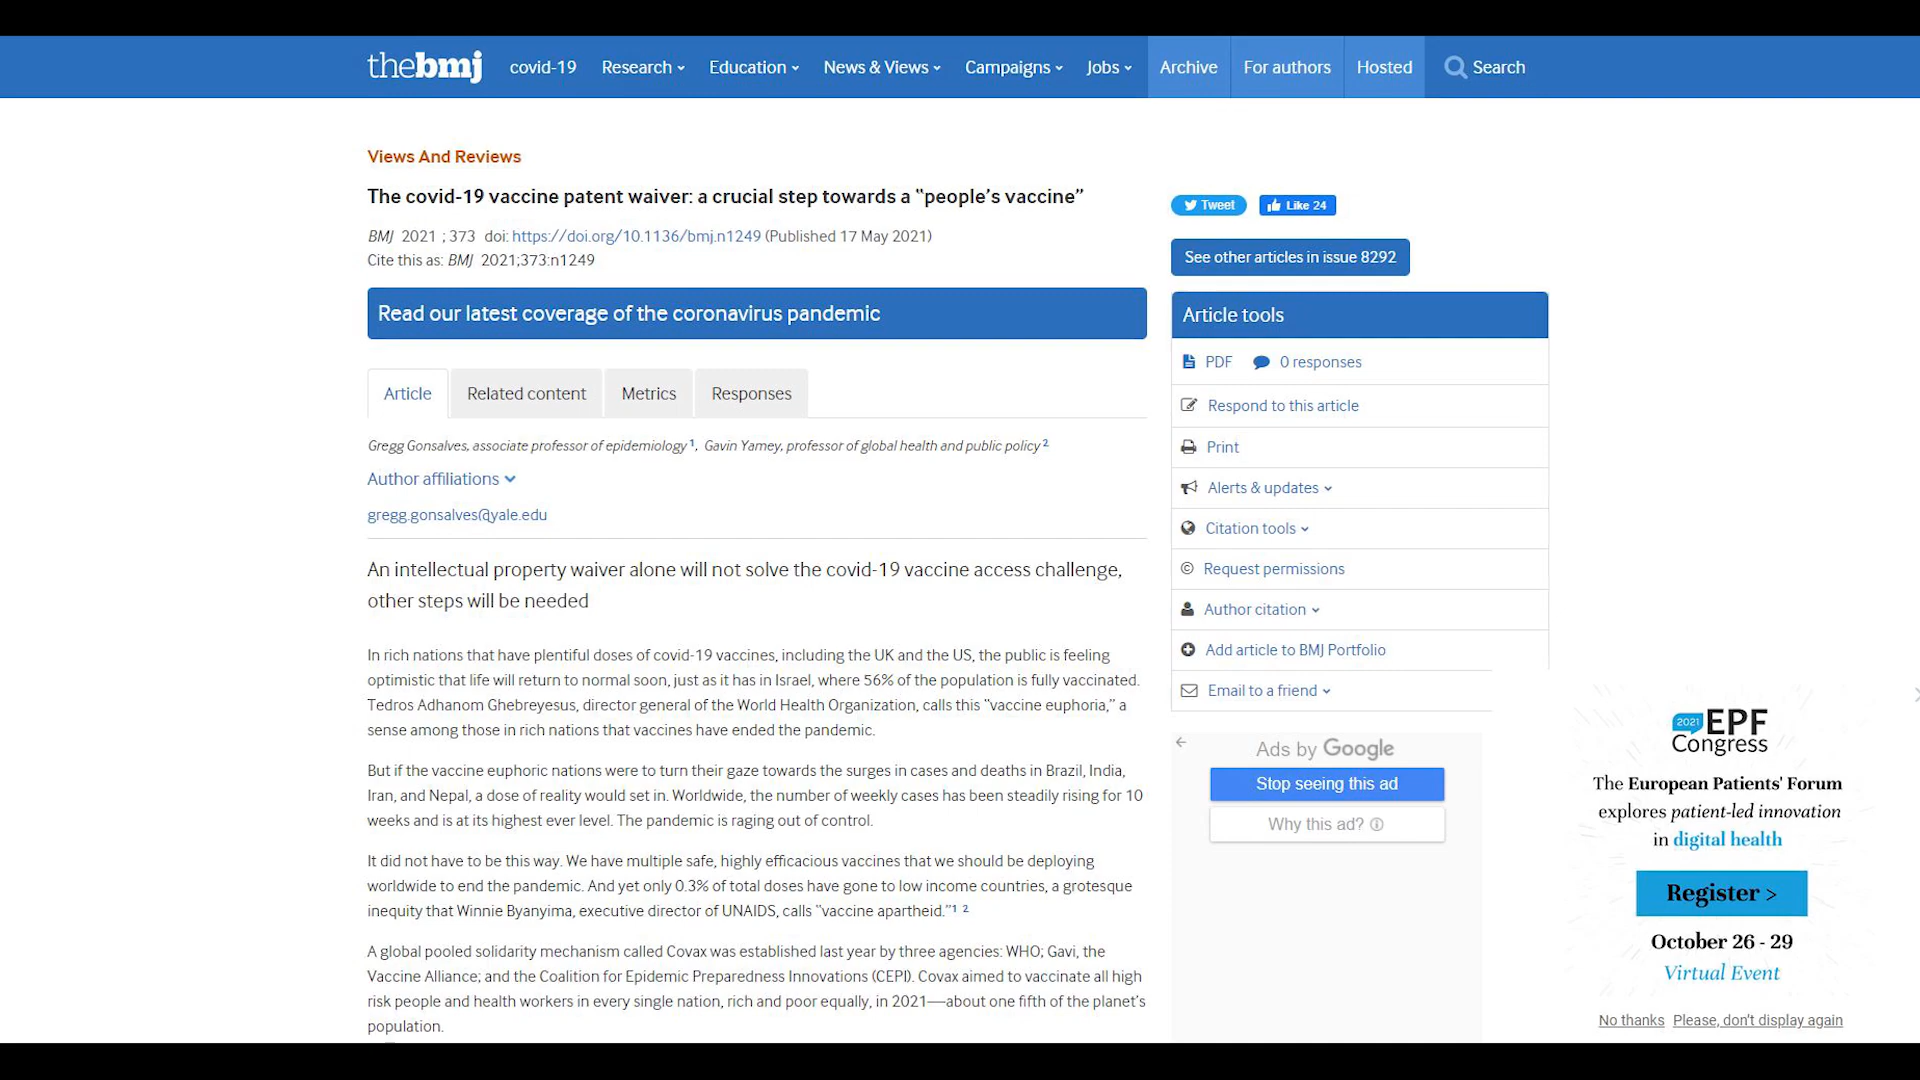 thebmj covid-19 Research Education News & Views Campaigns Jobs Archive For authors Hosted Search
Views And Reviews
The covid-19 vaccine patent waiver: a crucial step towards a “people’s vaccine”
BMJ 2021 ; 373 doi: https://doi.org/10.1136/bmj.n1249 (Published 17 May 2021)
Cite this as: BMJ 2021;373:n1249
Read our latest coverage of the coronavirus pandemic
Article Related content Metrics Responses
Gregg Gonsalves, associate professor of epidemiology 1, Gavin Yamey, professor of global health and public policy 2
Author affiliations
gregg.gonsalves@yale.edu
An intellectual property waiver alone will not solve the covid-19 vaccine access challenge,
other steps will be needed
In rich nations that have plentiful doses of covid-19 vaccines, including the UK and the US, the public is feeling
optimistic that life will return to normal soon, just as it has in Israel, where 56% of the population is fully vaccinated.
Tedros Adhanom Ghebreyesus, director general of the World Health Organization, calls this “vaccine euphoria,” a
sense among those in rich nations that vaccines have ended the pandemic.
But if the vaccine euphoric nations were to turn their gaze towards the surges in cases and deaths in Brazil, India,
Iran, and Nepal, a dose of reality would set in. Worldwide, the number of weekly cases has been steadily rising for 10
weeks and is at its highest ever level. The pandemic is raging out of control.
It did not have to be this way. We have multiple safe, highly efficacious vaccines that we should be deploying
worldwide to end the pandemic. And yet only 0.3% of total doses have gone to low income countries, a grotesque
inequity that Winnie Byanyima, executive director of UNAIDS, calls “vaccine apartheid.”1 2
A global pooled solidarity mechanism called Covax was established last year by three agencies: WHO; Gavi, the
Vaccine Alliance; and the Coalition for Epidemic Preparedness Innovations (CEPI). Covax aimed to vaccinate all high
risk people and health workers in every single nation, rich and poor equally, in 2021—about one fifth of the planet’s
population.
Tweet Like 24
See other articles in issue 8292
Article tools
PDF 0 responses
Respond to this article
Print
Alerts & updates
Citation tools
Request permissions
Author citation
Add article to BMJ Portfolio
Email to a friend
Ads by Google
Stop seeing this ad
Why this ad?
2021 EPF
Congress
The European Patients' Forum
explores patient-led innovation
in digital health
Register >
October 26 - 29
Virtual Event
No thanks Please, don't display again